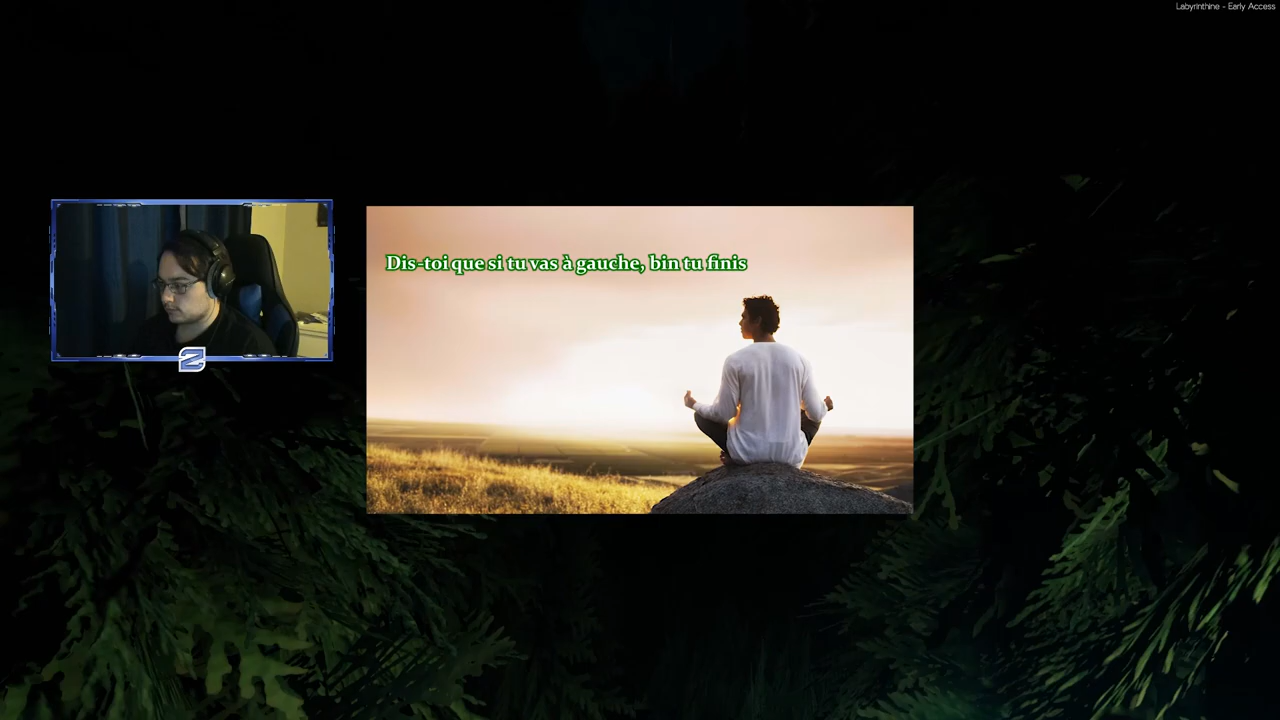 Labyrinthine - Early Access
Dis-toi que si tu vas à gauche, bin tu finis
Z